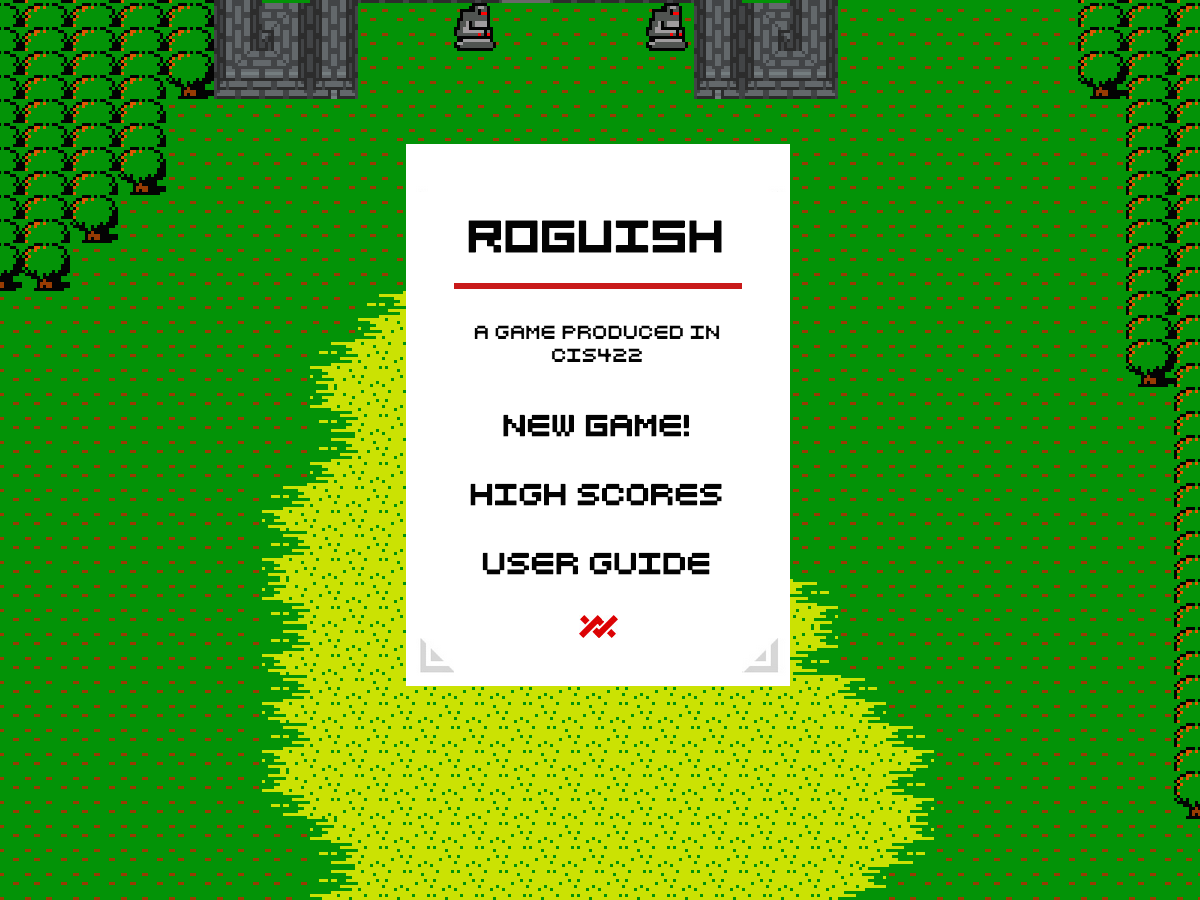 ROGUISH
A GAME PRODUCED IN
CIS422
NEW GAME!
HIGH SCORES
USER GUIDE